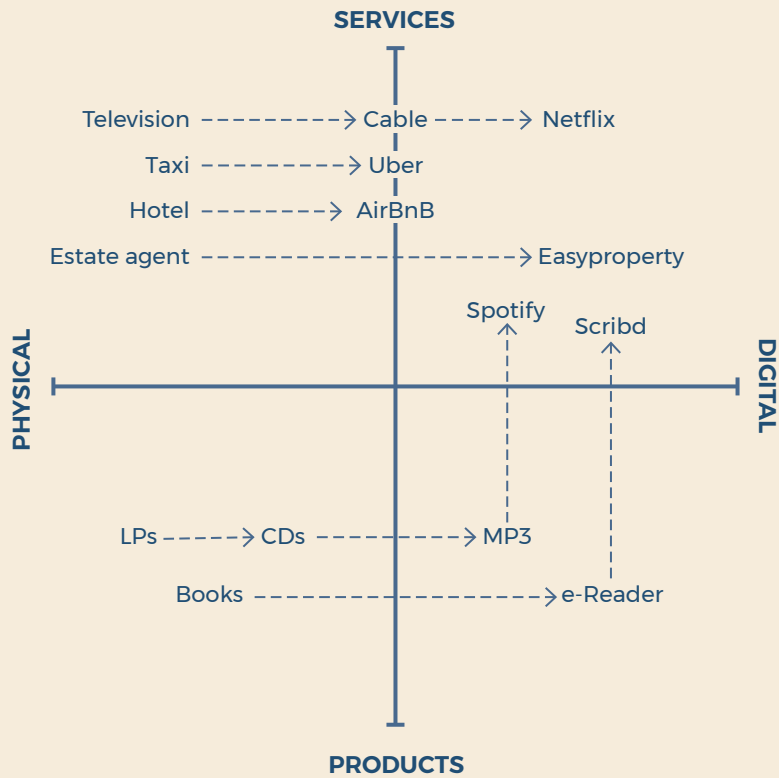 SERVICES
Television Cable Netflix
Taxi Uber
Hotel AirBnB
Estate agent Easyproperty
Spotify
Scribd
PHYSICAL
DIGITAL
LPs CDs MP3
Books e-Reader
PRODUCTS